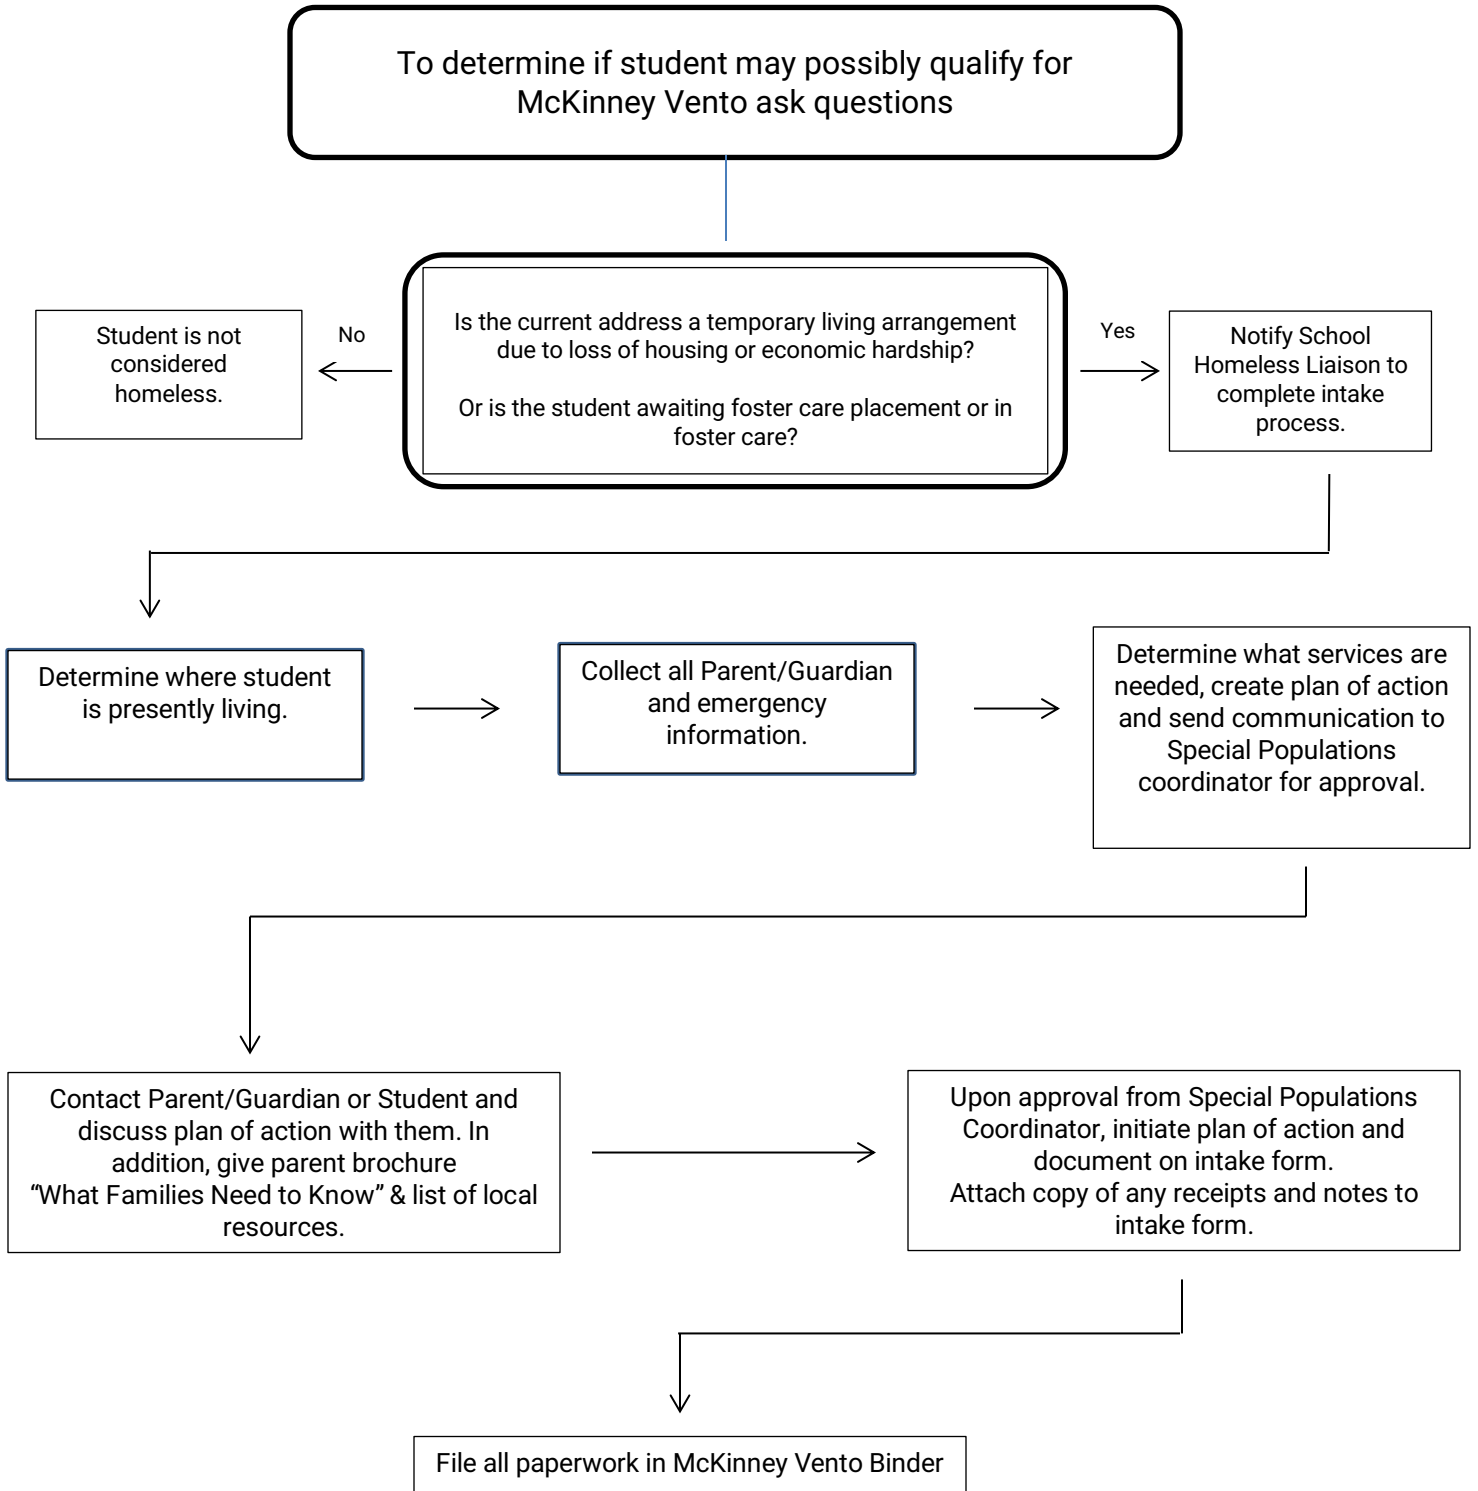 To determine if student may possibly qualify for
McKinney Vento ask questions
Student is not
considered
homeless.
No
Is the current address a temporary living arrangement
due to loss of housing or economic hardship?
Or is the student awaiting foster care placement or in
foster care?
Yes
Notify School
Homeless Liaison to
complete intake
process.
Determine where student
is presently living.
Collect all Parent/Guardian
and emergency
information.
Determine what services are
needed, create plan of action
and send communication to
Special Populations
coordinator for approval.
Contact Parent/Guardian or Student and
discuss plan of action with them. In
addition, give parent brochure
“What Families Need to Know” & list of local
resources.
Upon approval from Special Populations
Coordinator, initiate plan of action and
document on intake form.
Attach copy of any receipts and notes to
intake form.
File all paperwork in McKinney Vento Binder